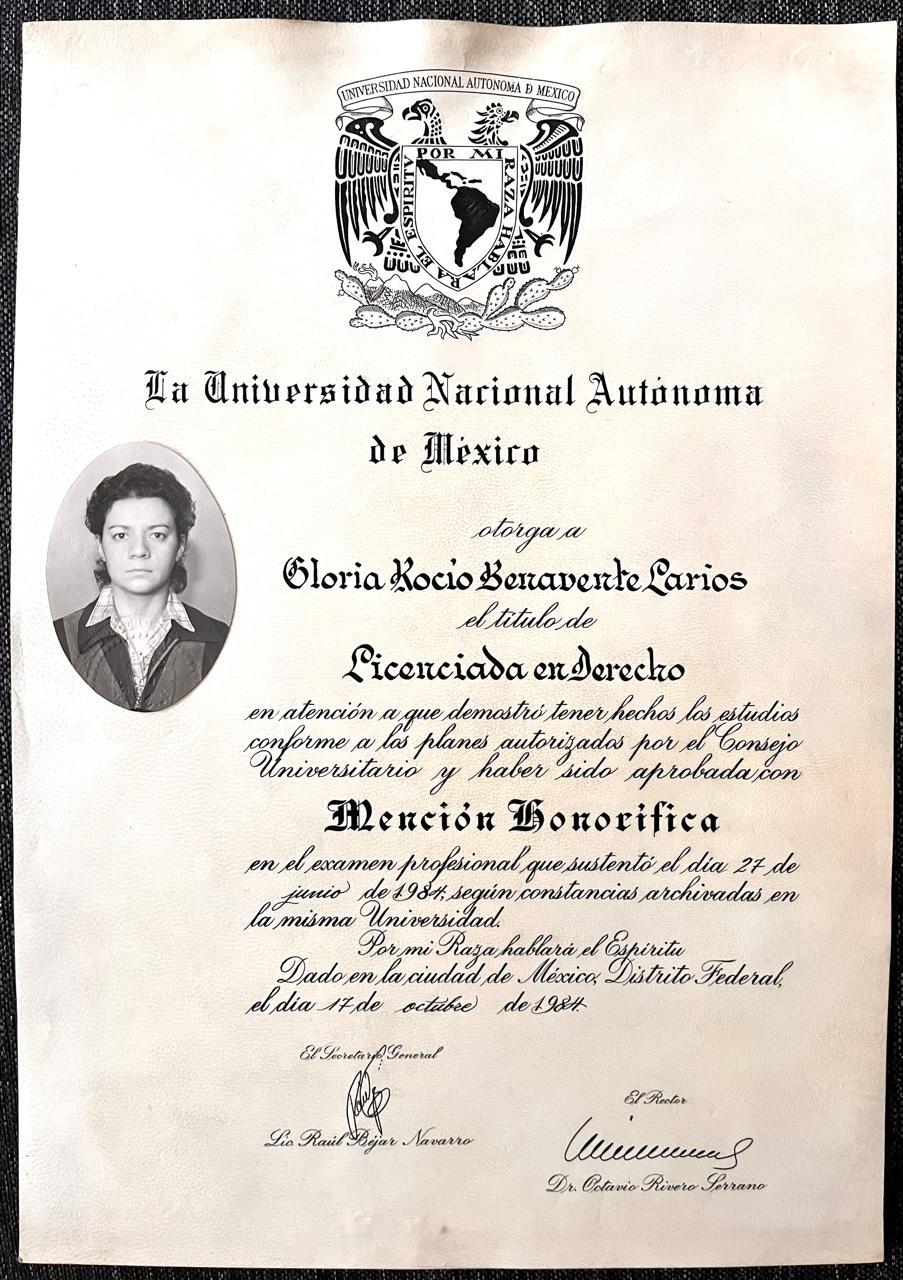 UNIVERSIDAD NACIONAL AUTONOMA D MEXICO
POR MI RAZA HABLARA EL ESPIRITU
La Universidad Nacional Autónoma
de México
otorga a
Gloria Rocío Benavente Larios
el título de
Licenciada en Derecho
en atención a que demostró tener hechos los estudios
conforme a los planes autorizados por el Consejo
Universitario y haber sido aprobada con
Mención Honorífica
en el examen profesional que sustentó el día 27 de
junio de 1984, según constancias archivadas en
la misma Universidad.
Por mi Raza hablará el Espíritu
Dado en la ciudad de México, Distrito Federal,
el día 17 de octubre de 1984.
El Secretario General
Lic. Raúl Béjar Navarro
El Rector
Dr. Octavio Rivero Serrano